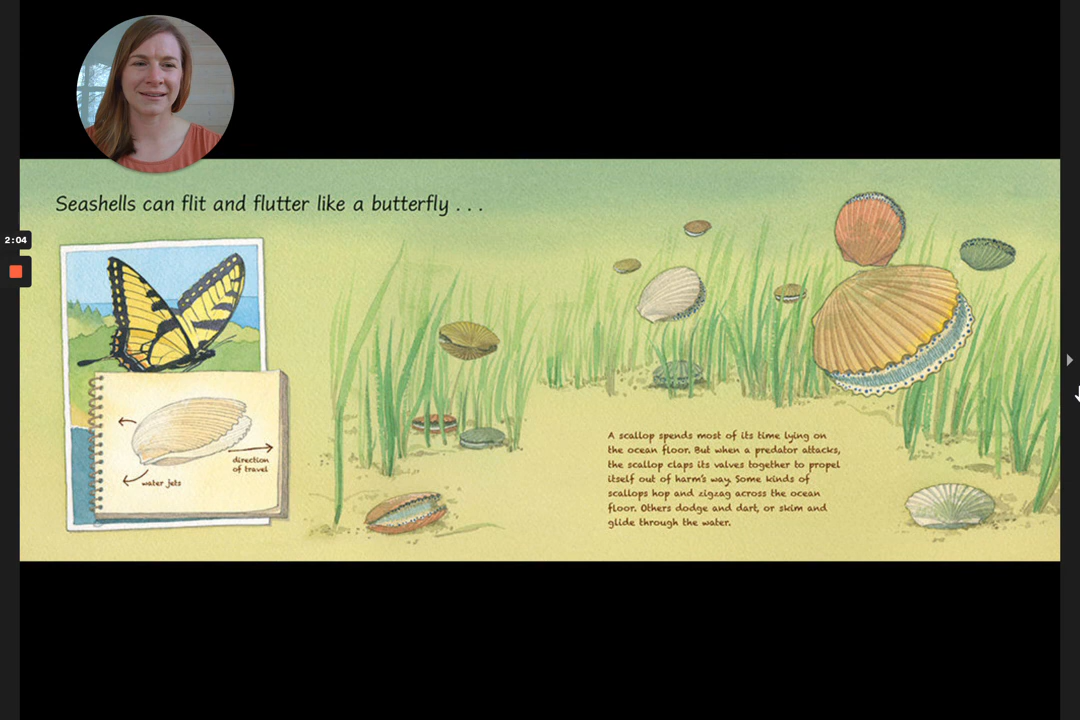 Seashells can flit and flutter like a butterfly . . .
2:04
direction
of travel
water jets
A scallop spends most of its time lying on
the ocean floor. But when a predator attacks,
the scallop claps its valves together to propel
itself out of harm's way. Some kinds of
scallops hop and zigzag across the ocean
floor. Others dodge and dart, or skim and
glide through the water.